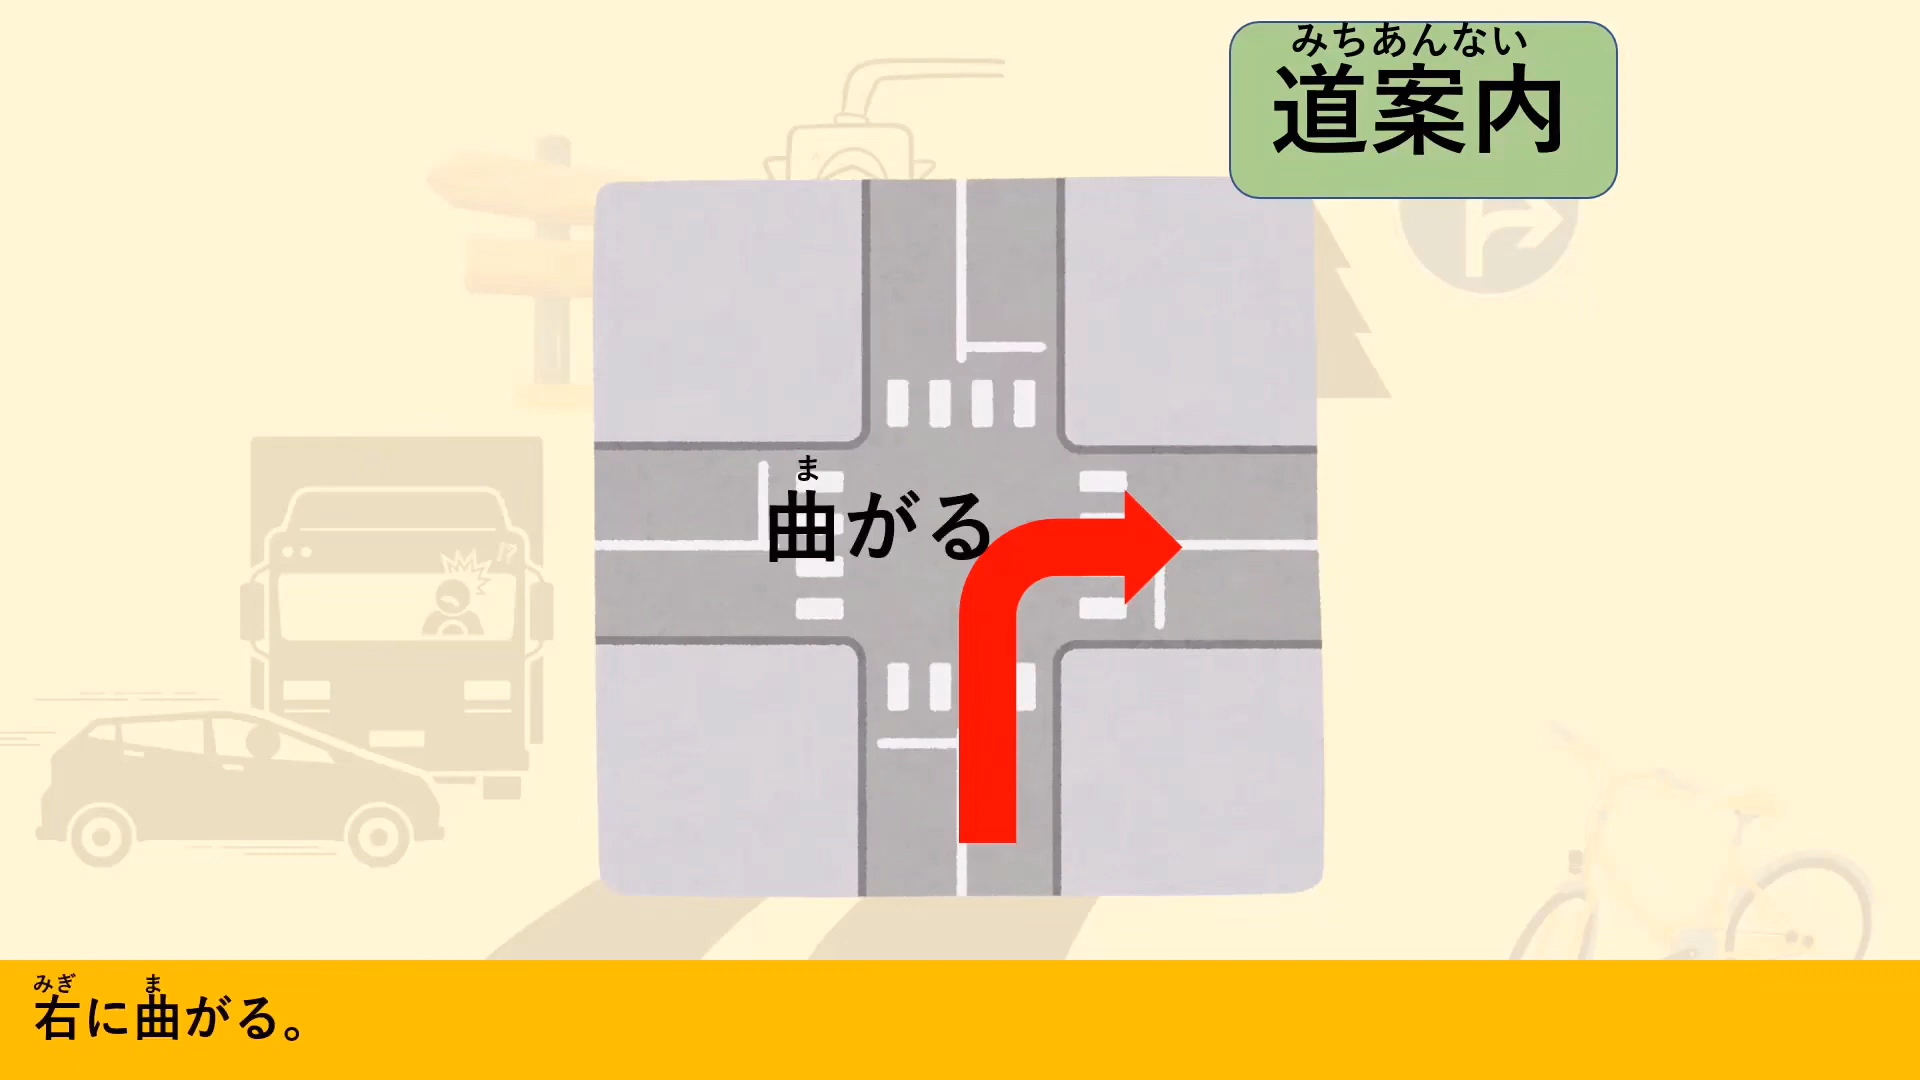 みちあんない
道案内
ま
曲がる
!?
みぎ ま
右に曲がる。